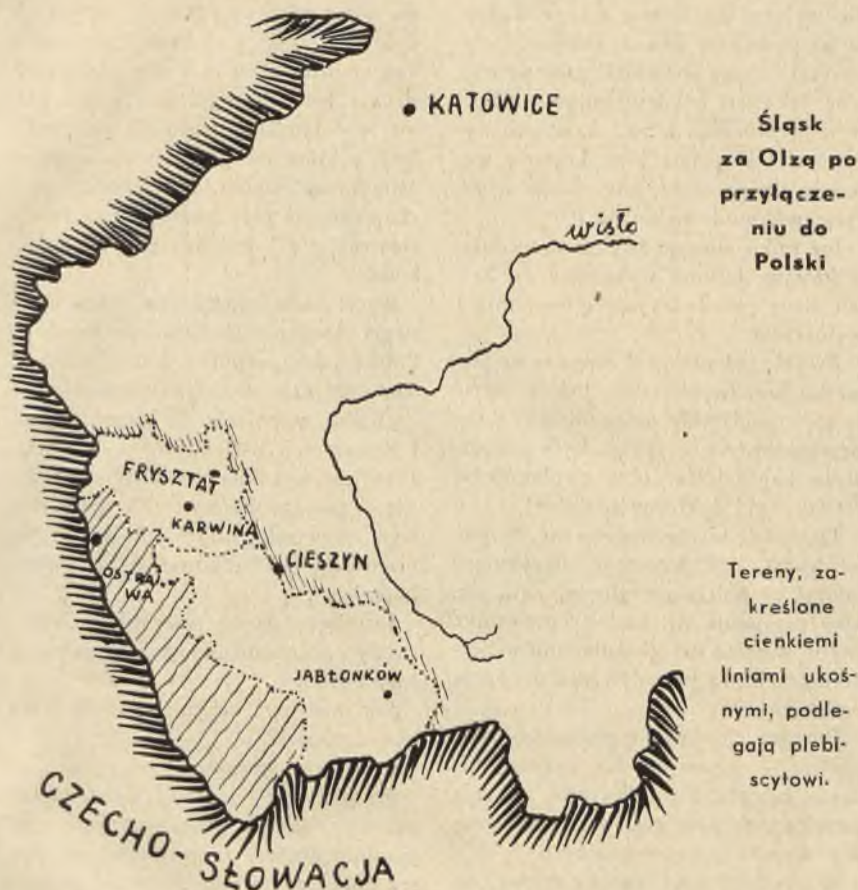 KATOWICE
Śląsk
za Olzą po
przyłącze-
niu do
Polski
wisła
FRYSZTAT
KARWINA
CIESZYN
OSTRA-
WA
JABŁONKÓW
Tereny, za-
kreślone
cienkiemi
liniami ukoś-
nymi, podle-
gają plebi-
scytowi.
CZECHO-SŁOWACJA